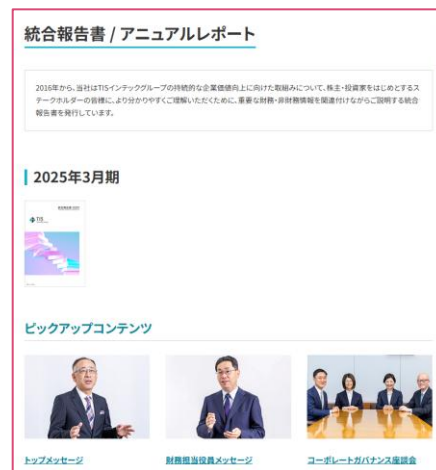 統合報告書 / アニュアルレポート
2016年から、当社はTISインテックグループの持続的な企業価値向上に向けた取組みについて、株主・投資家をはじめとするス
テークホルダーの皆様に、より分かりやすくご理解いただくために、重要な財務・非財務情報を関連付けながらご説明する統合
報告書を発行しています。
2025年3月期
TIS
ピックアップコンテンツ
トップメッセージ
財務担当役員メッセージ
コーポレートガバナンス座談会